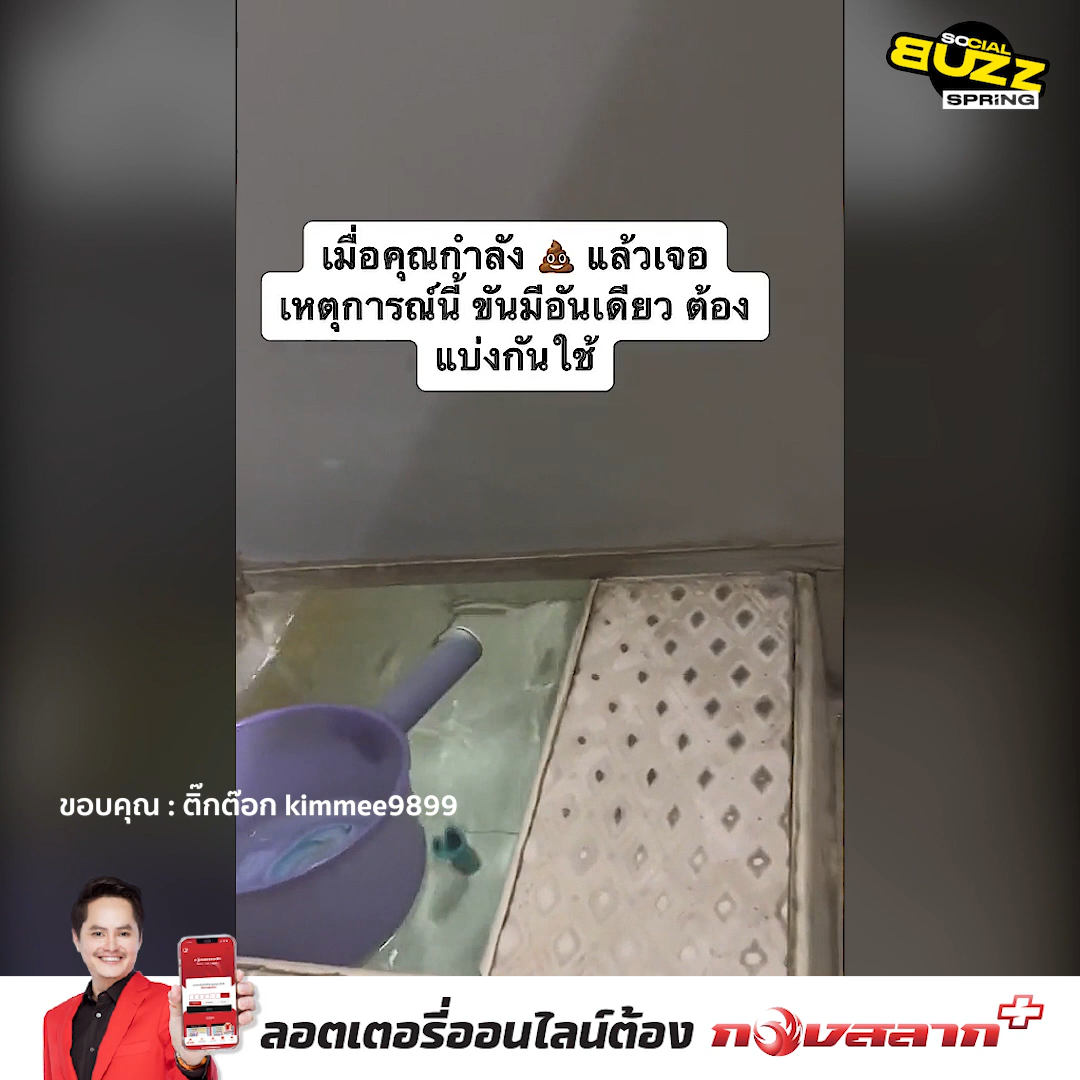 SOCIAL
BUZZ
SPRiNG
เมื่อคุณกำลัง 💩 แล้วเจอ
เหตุการณ์นี้ ขันมีอันเดียว ต้อง
แบ่งกันใช้
ขอบคุณ : ติ๊กต๊อก kimmee9899
ลอตเตอรี่ออนไลน์ต้อง กองสลาก+